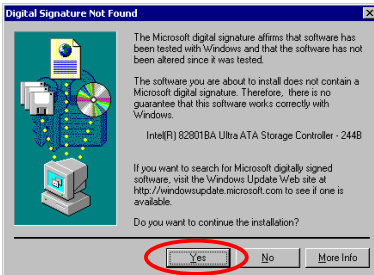 Digital Signature Not Found
The Microsoft digital signature affirms that software has
been tested with Windows and that the software has not
been altered since it was tested.
The software you are about to install does not contain a
Microsoft digital signature. Therefore, there is no
guarantee that this software works correctly with
Windows.
Intel(R) 82801BA Ultra ATA Storage Controller - 244B
If you want to search for Microsoft digitally signed
software, visit the Windows Update Web site at
http://windowsupdate.microsoft.com to see if one is
available.
Do you want to continue the installation?
Yes No More Info